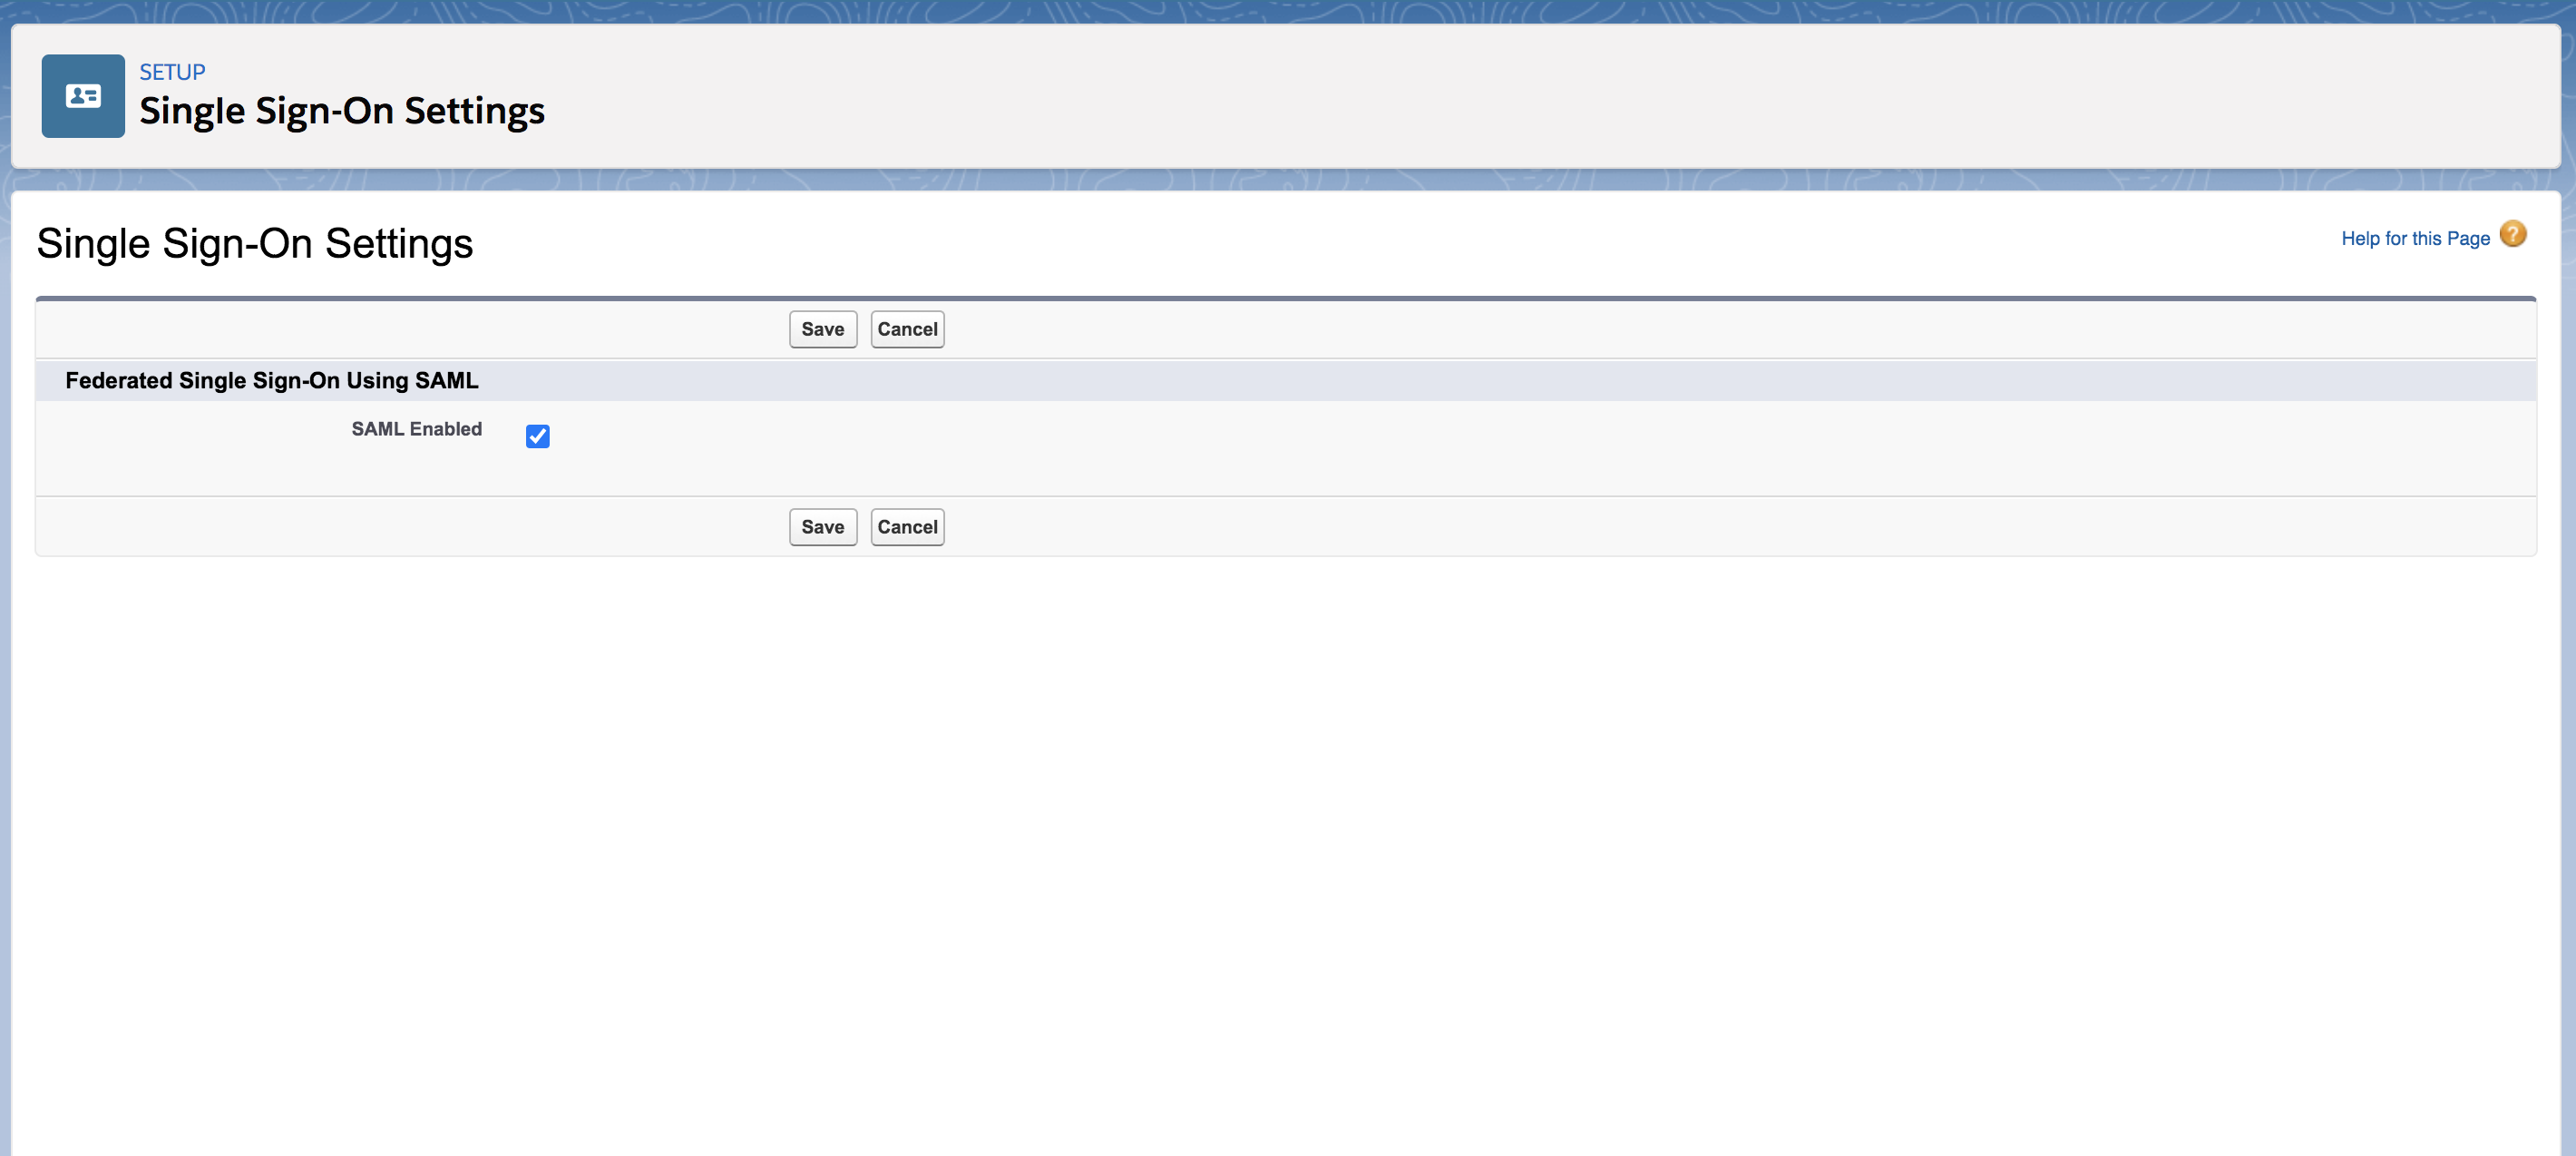 SETUP
Single Sign-On Settings
Single Sign-On Settings
Help for this Page ?
Save Cancel
Federated Single Sign-On Using SAML
SAML Enabled
Save Cancel